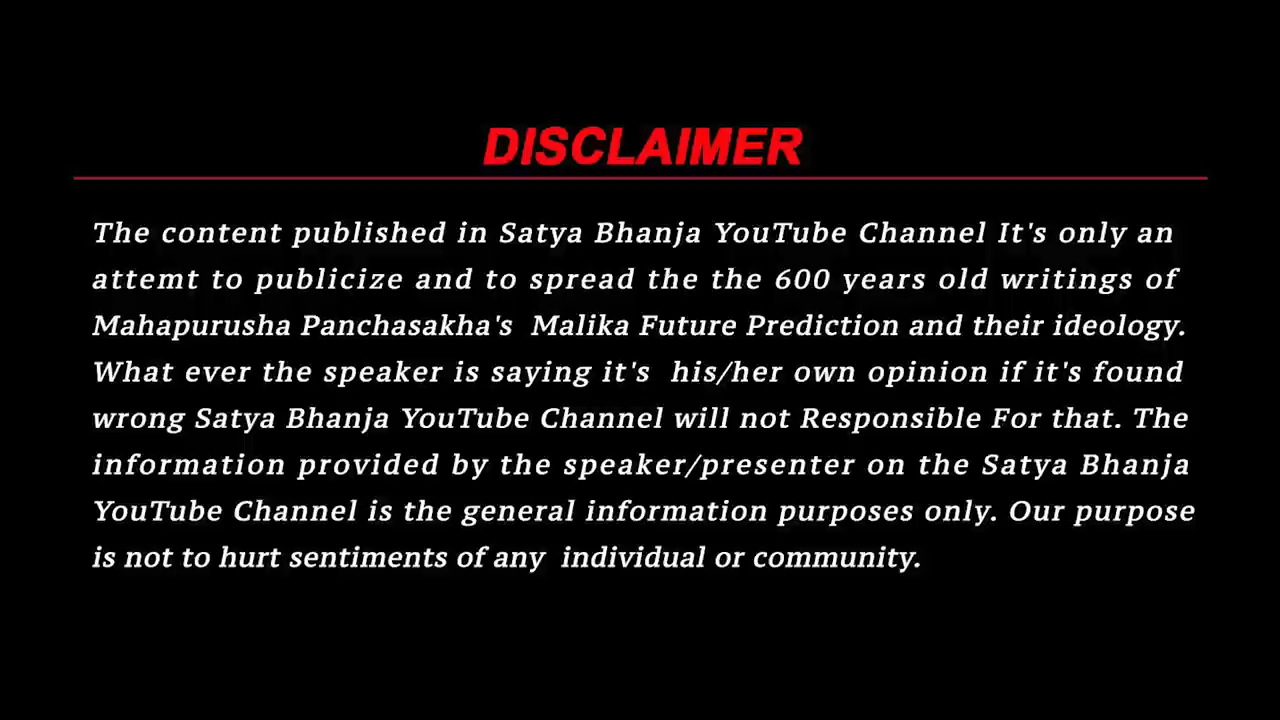 DISCLAIMER
The content published in Satya Bhanja YouTube Channel It's only an
attemt to publicize and to spread the the 600 years old writings of
Mahapurusha Panchasakha's Malika Future Prediction and their ideology.
What ever the speaker is saying it's his/her own opinion if it's found
wrong Satya Bhanja YouTube Channel will not Responsible For that. The
information provided by the speaker/presenter on the Satya Bhanja
YouTube Channel is the general information purposes only. Our purpose
is not to hurt sentiments of any individual or community.